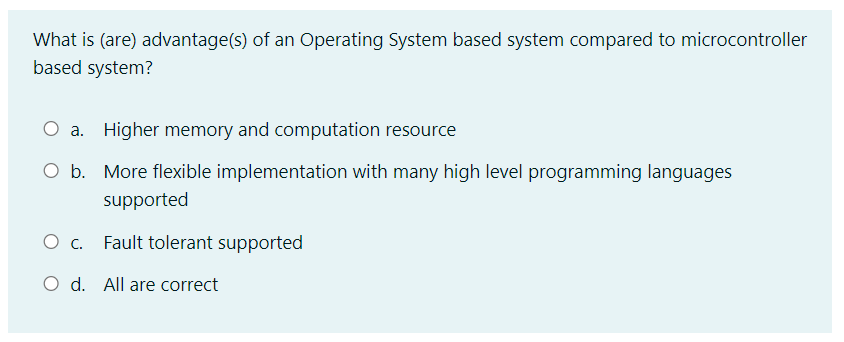 What is (are) advantage(s) of an Operating System based system compared to microcontroller
based system?
a. Higher memory and computation resource
b. More flexible implementation with many high level programming languages
supported
c. Fault tolerant supported
d. All are correct